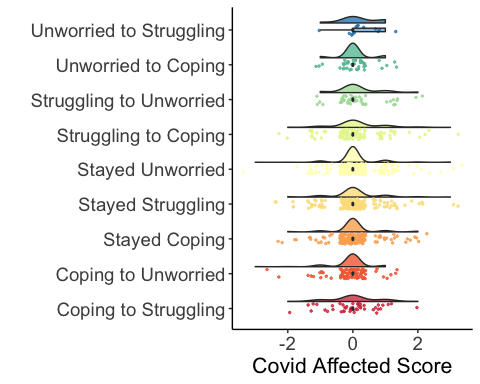 Unworried to Struggling
Unworried to Coping
Struggling to Unworried
Struggling to Coping
Stayed Unworried
Stayed Struggling
Stayed Coping
Coping to Unworried
Coping to Struggling
-2 0 2
Covid Affected Score